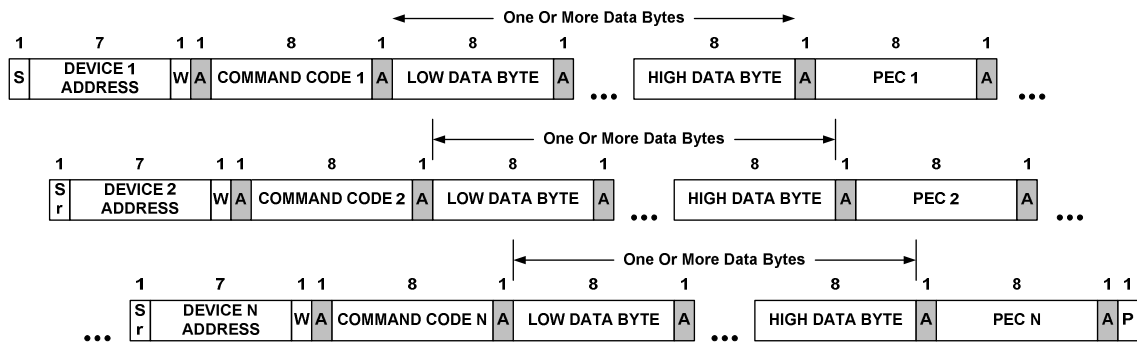 One Or More Data Bytes
1 7 1 1 8 1 8 1 8 1 8 1
S DEVICE 1 ADDRESS W A COMMAND CODE 1 A LOW DATA BYTE A ••• HIGH DATA BYTE A PEC 1 A •••
One Or More Data Bytes
1 7 1 1 8 1 8 1 8 1 8 1
Sr DEVICE 2 ADDRESS W A COMMAND CODE 2 A LOW DATA BYTE A ••• HIGH DATA BYTE A PEC 2 A •••
One Or More Data Bytes
1 7 1 1 8 1 8 1 8 1 8 1 1
••• Sr DEVICE N ADDRESS W A COMMAND CODE N A LOW DATA BYTE A ••• HIGH DATA BYTE A PEC N A P